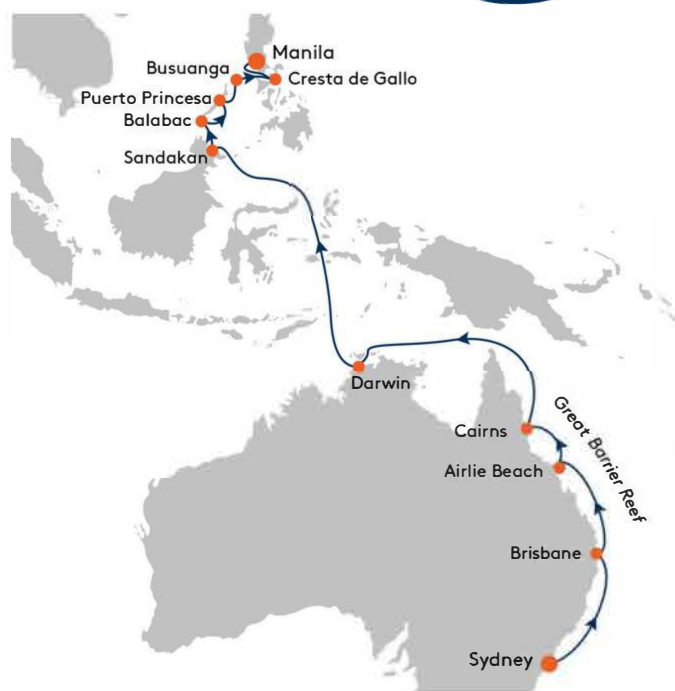 Manila
Busuanga
Cresta de Gallo
Puerto Princesa
Balabac
Sandakan
Darwin
Great Barrier Reef
Cairns
Airlie Beach
Brisbane
Sydney